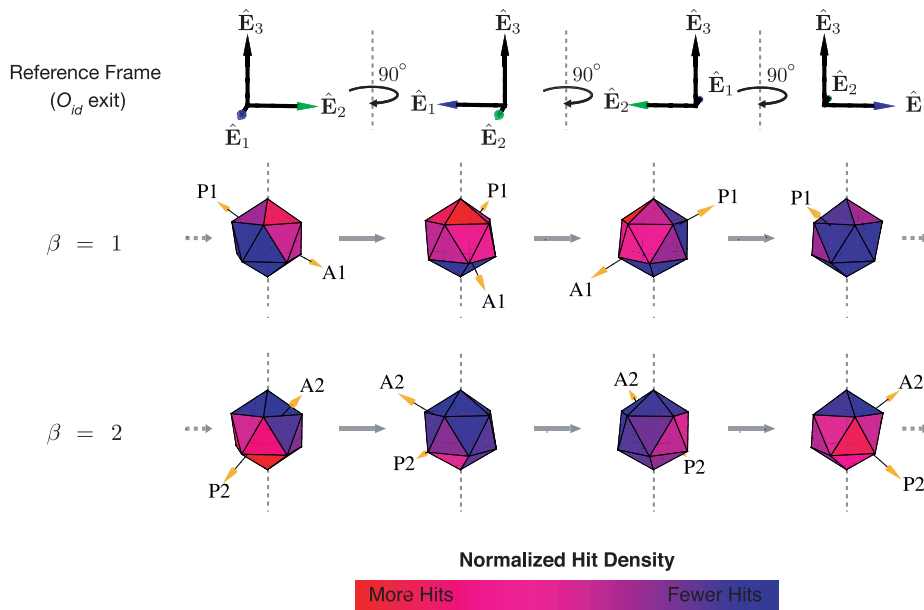 Ê₃ 90° Ê₃ 90° Ê₃ 90° Ê₃
Reference Frame
(O_id exit)
Ê₂ Ê₁ Ê₁ Ê₂ Ê₂ Ê
Ê₁ Ê₂
P1 P1 P1 P1
β = 1
A1 A1 A1
A2 A2 A2 A2
β = 2
P2 P2 P2 P2
Normalized Hit Density
More Hits Fewer Hits